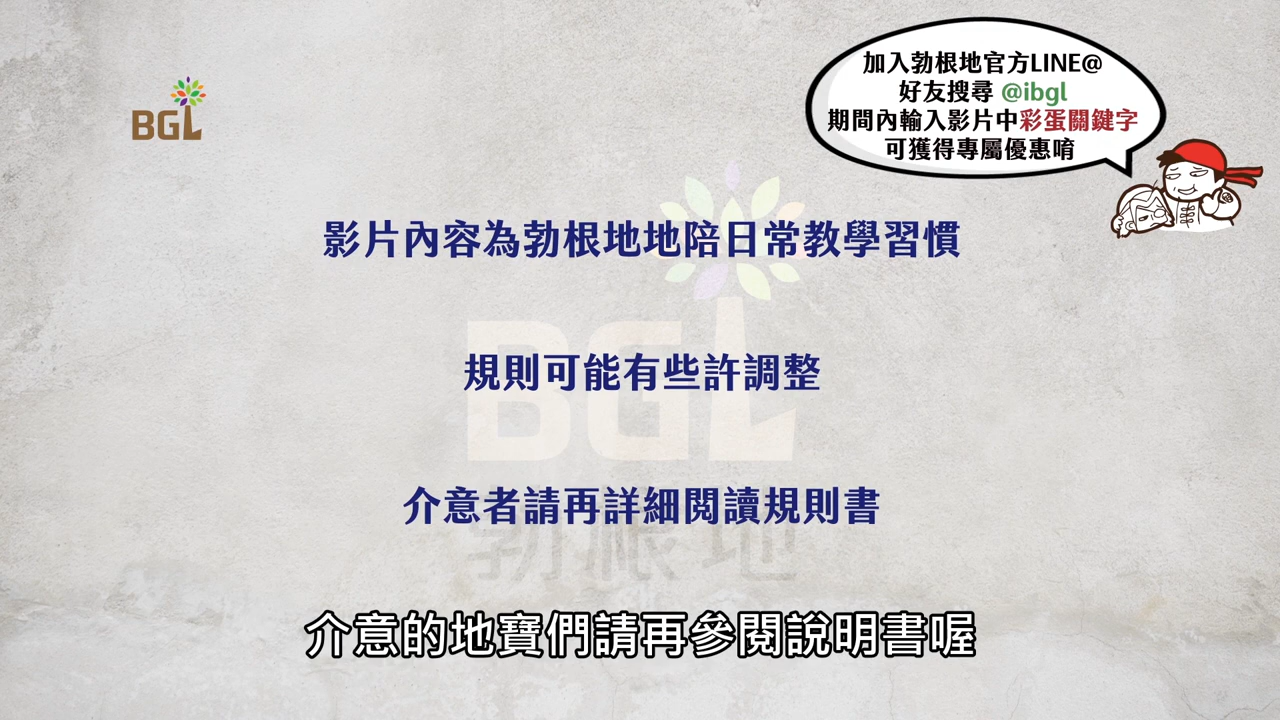 BGL
加入勃根地官方LINE@
好友搜尋 @ibgl
期間內輸入影片中彩蛋關鍵字
可獲得專屬優惠唷
影片內容為勃根地地陪日常教學習慣
規則可能有些許調整
BGL
介意者請再詳細閱讀規則書
勃根地
介意的地寶們請再參閱說明書喔